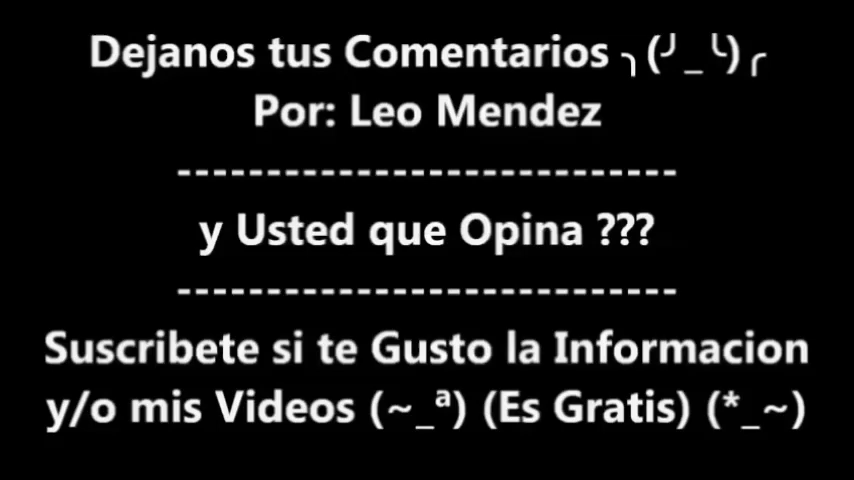 Dejanos tus Comentarios ╮(╯_╰)╭
Por: Leo Mendez
----------------------------
y Usted que Opina ???
----------------------------
Suscribete si te Gusto la Informacion
y/o mis Videos (~_ª) (Es Gratis) (*_~)